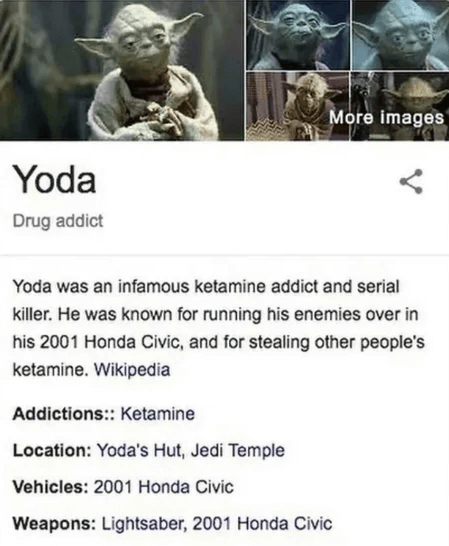 More images
Yoda
Drug addict
Yoda was an infamous ketamine addict and serial
killer. He was known for running his enemies over in
his 2001 Honda Civic, and for stealing other people's
ketamine. Wikipedia
Addictions:: Ketamine
Location: Yoda's Hut, Jedi Temple
Vehicles: 2001 Honda Civic
Weapons: Lightsaber, 2001 Honda Civic